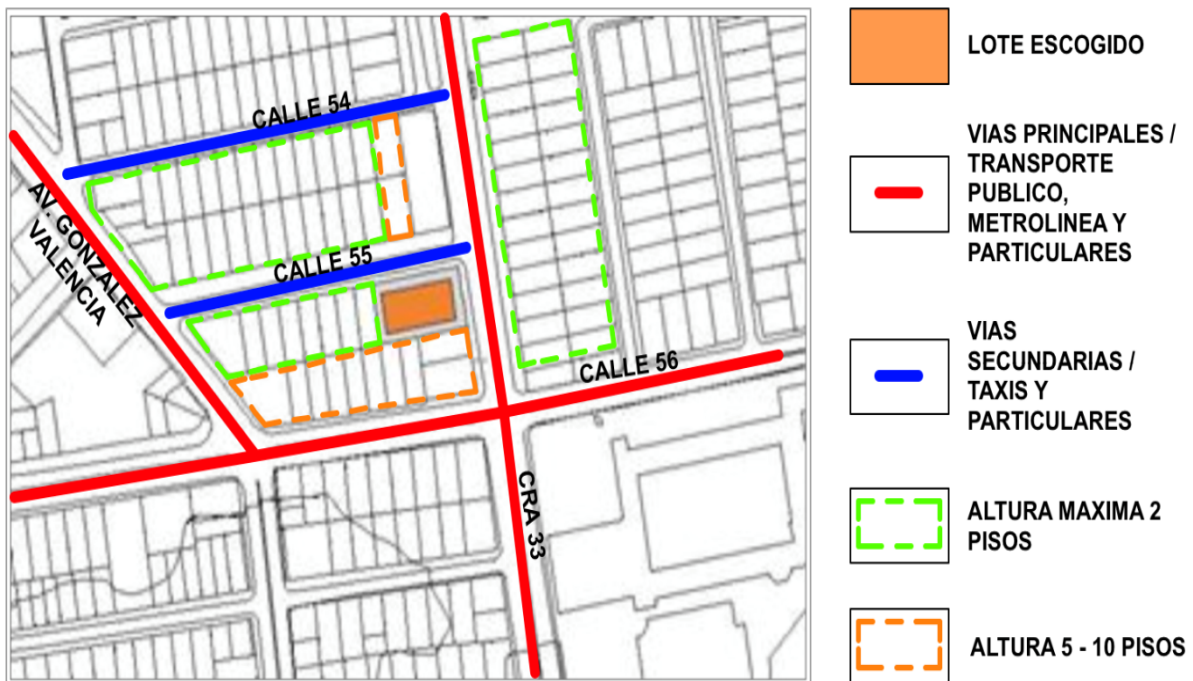 CALLE 54
AV. GONZALEZ
VALENCIA
CALLE 55
CALLE 56
CRA 33
LOTE ESCOGIDO
VIAS PRINCIPALES /
TRANSPORTE
PUBLICO,
METROLINEA Y
PARTICULARES
VIAS
SECUNDARIAS /
TAXIS Y
PARTICULARES
ALTURA MAXIMA 2
PISOS
ALTURA 5 - 10 PISOS